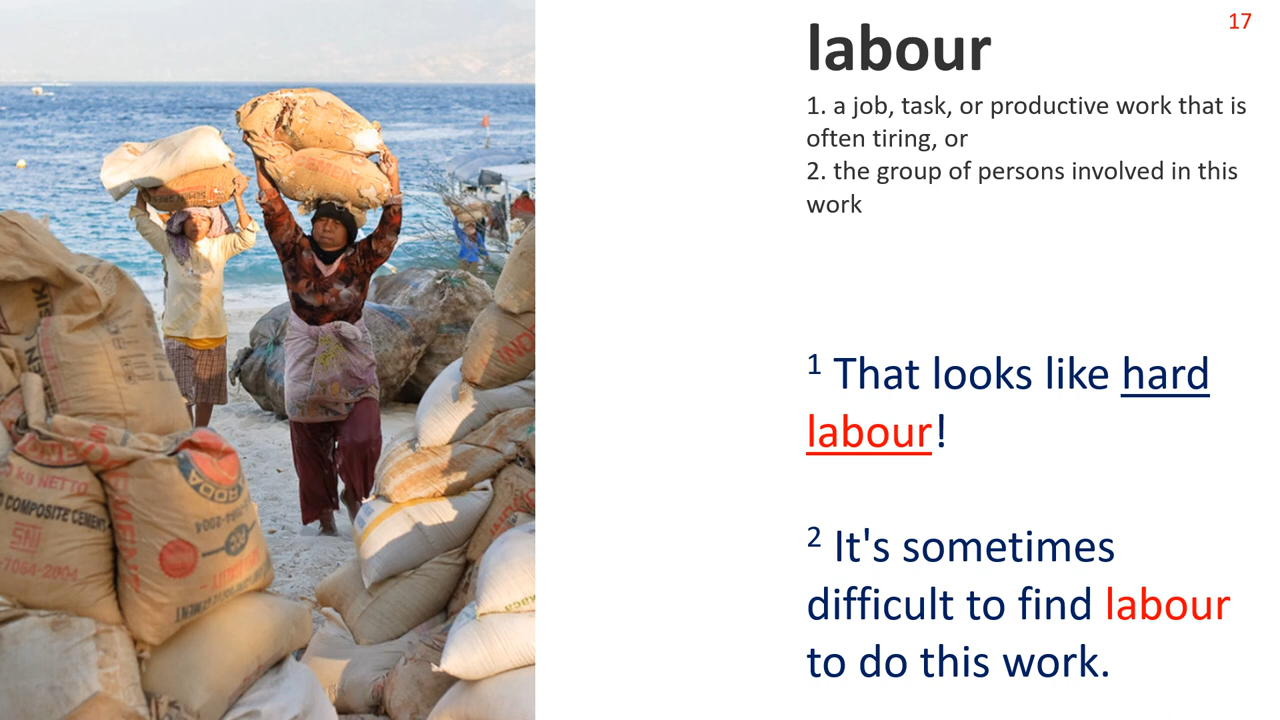 17
labour
1. a job, task, or productive work that is
often tiring, or
2. the group of persons involved in this
work
1 That looks like hard
labour!
2 It's sometimes
difficult to find labour
to do this work.
NETTO
COMPOSITE CEMENT
SNI
-7064-2004